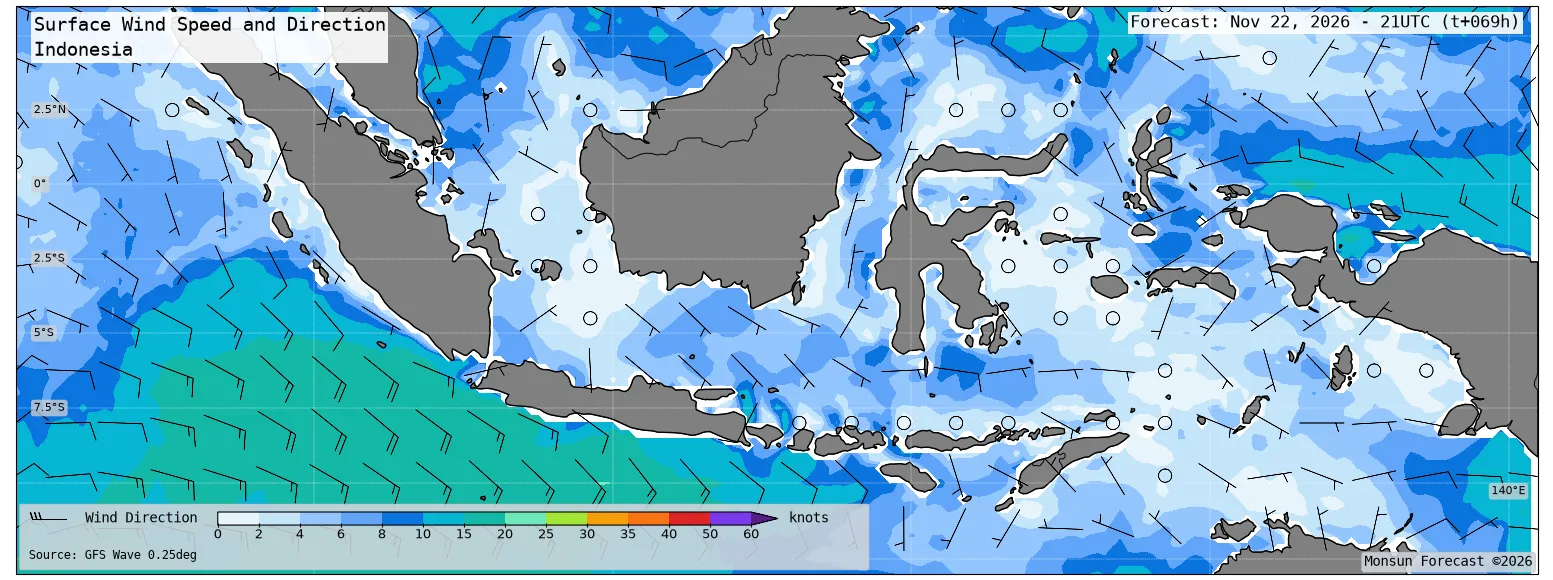 Surface Wind Speed and Direction
Indonesia
Forecast: Nov 22, 2026 - 21UTC (t+069h)
2.5°N
0°
2.5°S
5°S
7.5°S
140°E
Wind Direction
0 2 4 6 8 10 15 20 25 30 35 40 50 60
knots
Source: GFS Wave 0.25deg
Monsun Forecast ©2026